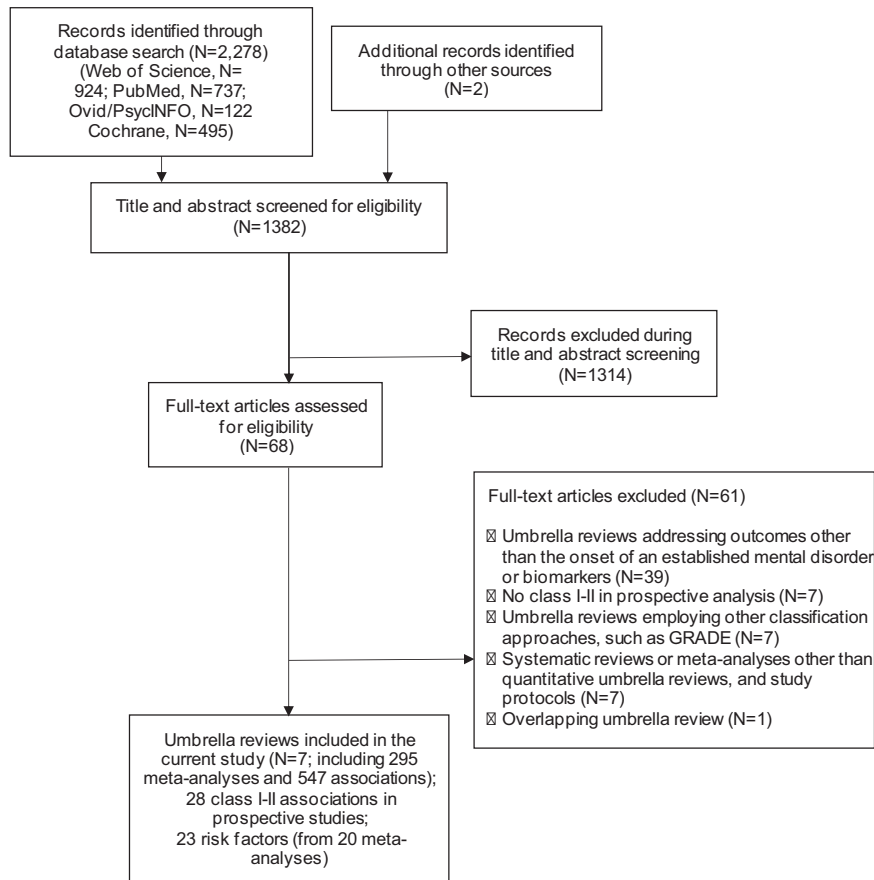 Records identified through
database search (N=2,278)
(Web of Science, N=
924; PubMed, N=737;
Ovid/PsycINFO, N=122
Cochrane, N=495)
Additional records identified
through other sources
(N=2)
Title and abstract screened for eligibility
(N=1382)
Records excluded during
title and abstract screening
(N=1314)
Full-text articles assessed
for eligibility
(N=68)
Full-text articles excluded (N=61)
Umbrella reviews addressing outcomes other
than the onset of an established mental disorder
or biomarkers (N=39)
No class I-II in prospective analysis (N=7)
Umbrella reviews employing other classification
approaches, such as GRADE (N=7)
Systematic reviews or meta-analyses other than
quantitative umbrella reviews, and study
protocols (N=7)
Overlapping umbrella review (N=1)
Umbrella reviews included in the
current study (N=7; including 295
meta-analyses and 547 associations);
28 class I-II associations in
prospective studies;
23 risk factors (from 20 meta-
analyses)